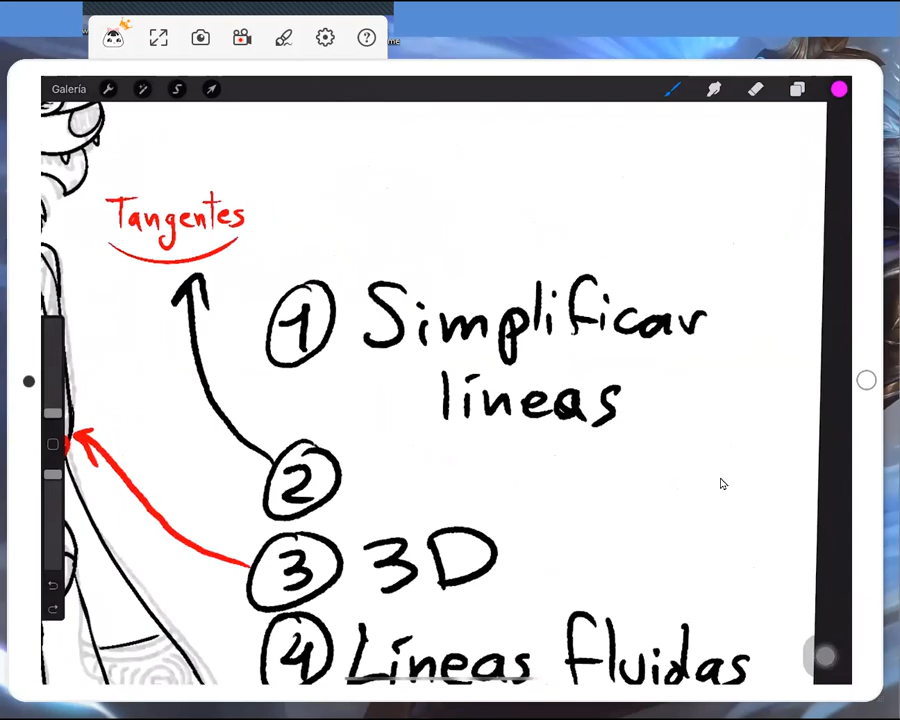 Galería
Tangentes
1 Simplificar
líneas
2
3 3D
4 Líneas fluidas